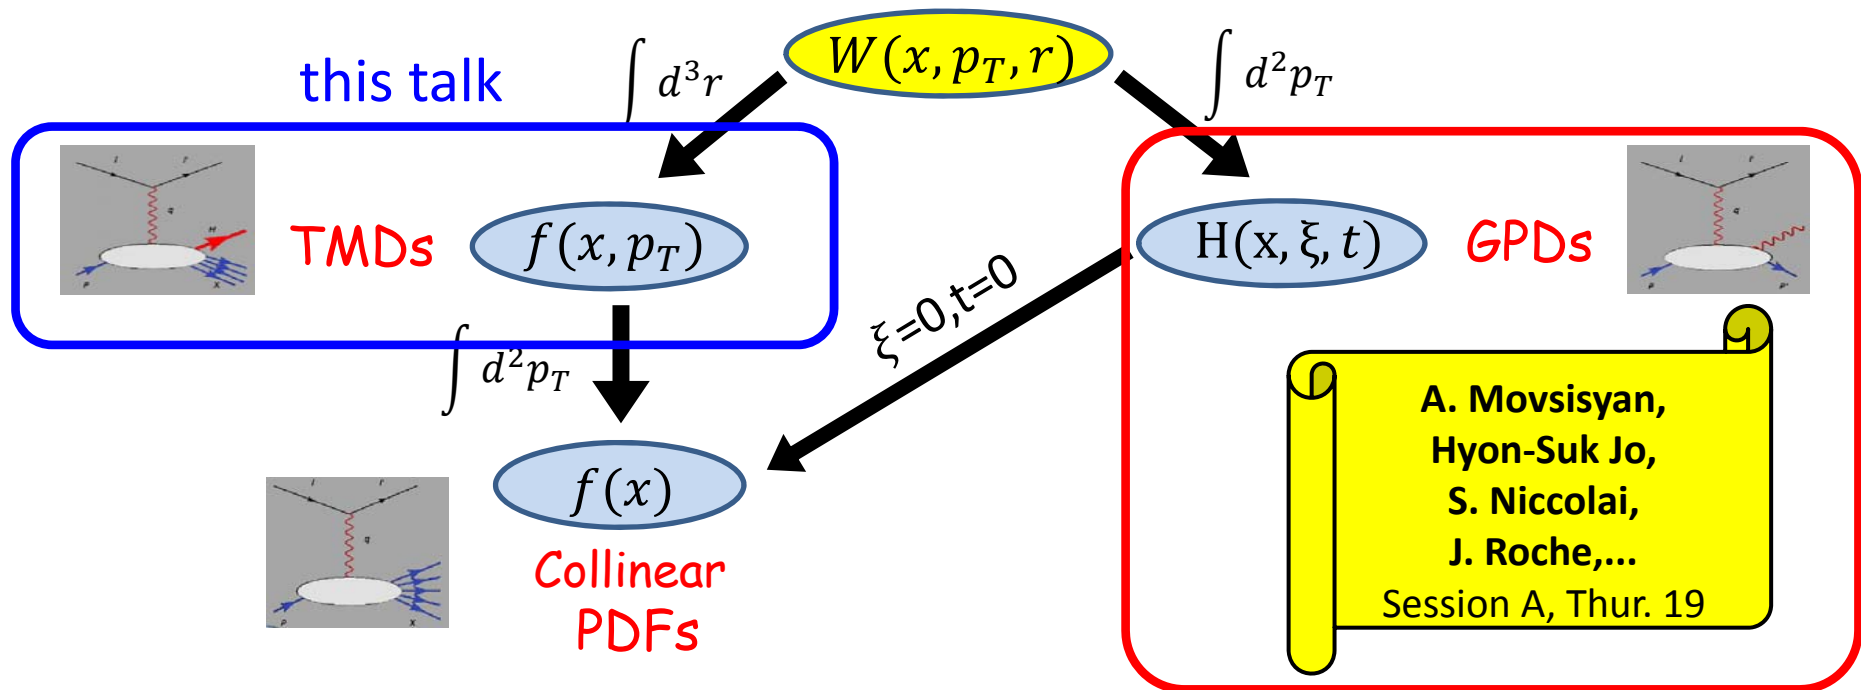 W(x, p_T, r)
this talk
∫ d³r
∫ d²p_T
TMDs
f(x, p_T)
H(x, ξ, t)
GPDs
ξ=0,t=0
∫ d²p_T
f(x)
Collinear
PDFs
A. Movsisyan,
Hyon-Suk Jo,
S. Niccolai,
J. Roche,...
Session A, Thur. 19